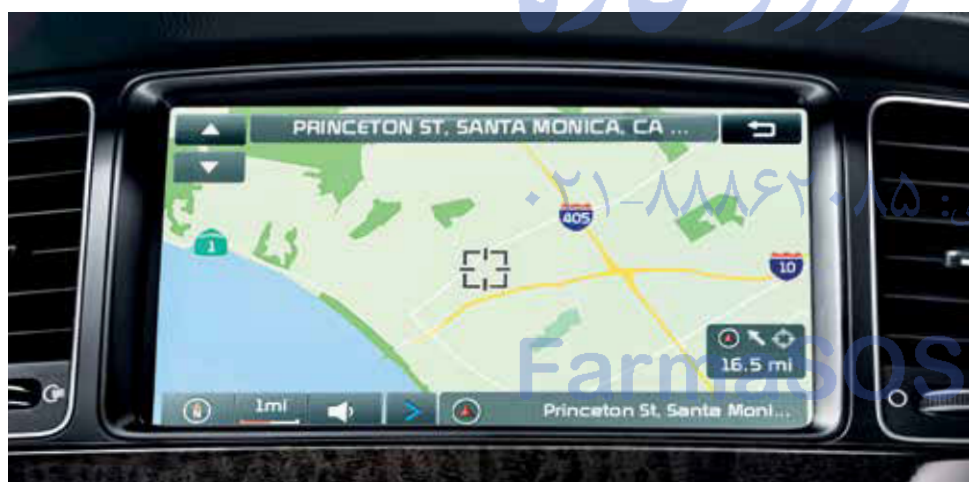 PRINCETON ST, SANTA MONICA, CA ...
۰۲۱-۸۸۸۶۲۰۸۵ :
405
1
10
16.5 mi
FarmaSOS
1mi
Princeton St, Santa Moni...